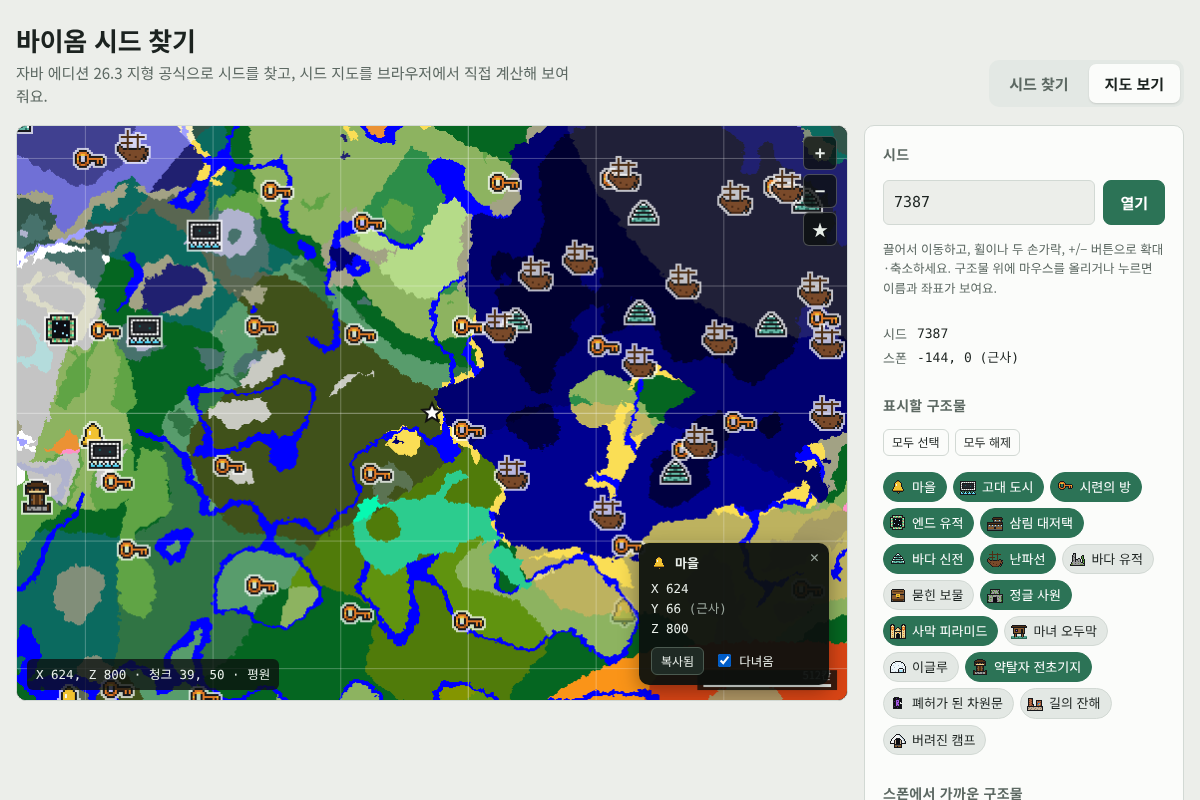 바이옴 시드 찾기
자바 에디션 26.3 지형 공식으로 시드를 찾고, 시드 지도를 브라우저에서 직접 계산해 보여
줘요.
시드 찾기
지도 보기
+
−
★
시드
7387
열기
끌어서 이동하고, 휠이나 두 손가락, +/− 버튼으로 확대
·축소하세요. 구조물 위에 마우스를 올리거나 누르면
이름과 좌표가 보여요.
시드 7387
스폰 -144, 0 (근사)
표시할 구조물
모두 선택
모두 해제
마을
고대 도시
시련의 방
엔드 유적
삼림 대저택
바다 신전
난파선
바다 유적
묻힌 보물
정글 사원
사막 피라미드
마녀 오두막
이글루
약탈자 전초기지
폐허가 된 차원문
길의 잔해
버려진 캠프
스폰에서 가까운 구조물
마을
×
X 624
Y 66 (근사)
Z 800
복사됨
다녀옴
X 624, Z 800 · 청크 39, 50 · 평원